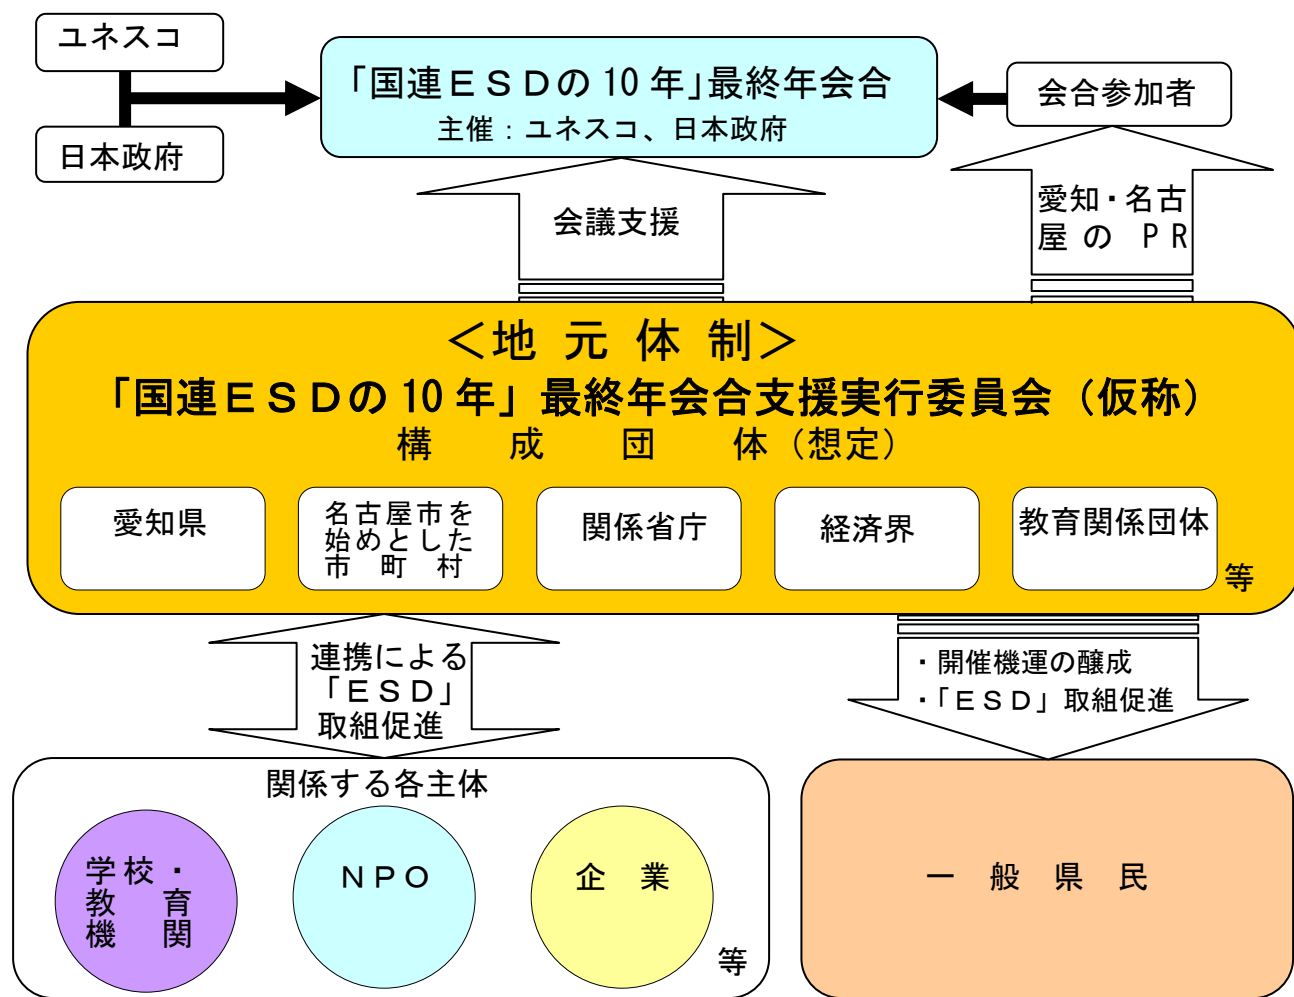 ユネスコ
日本政府
「国連ＥＳＤの10年」最終年会合
主催：ユネスコ、日本政府
会合参加者
会議支援
愛知・名古
屋のＰＲ
＜地元体制＞
「国連ＥＳＤの10年」最終年会合支援実行委員会（仮称）
構成団体（想定）
愛知県
名古屋市を
始めとした
市町村
関係省庁
経済界
教育関係団体
等
連携による
「ＥＳＤ」
取組促進
・開催機運の醸成
・「ＥＳＤ」取組促進
関係する各主体
学校・
教育
機関
ＮＰＯ
企業
等
一般県民